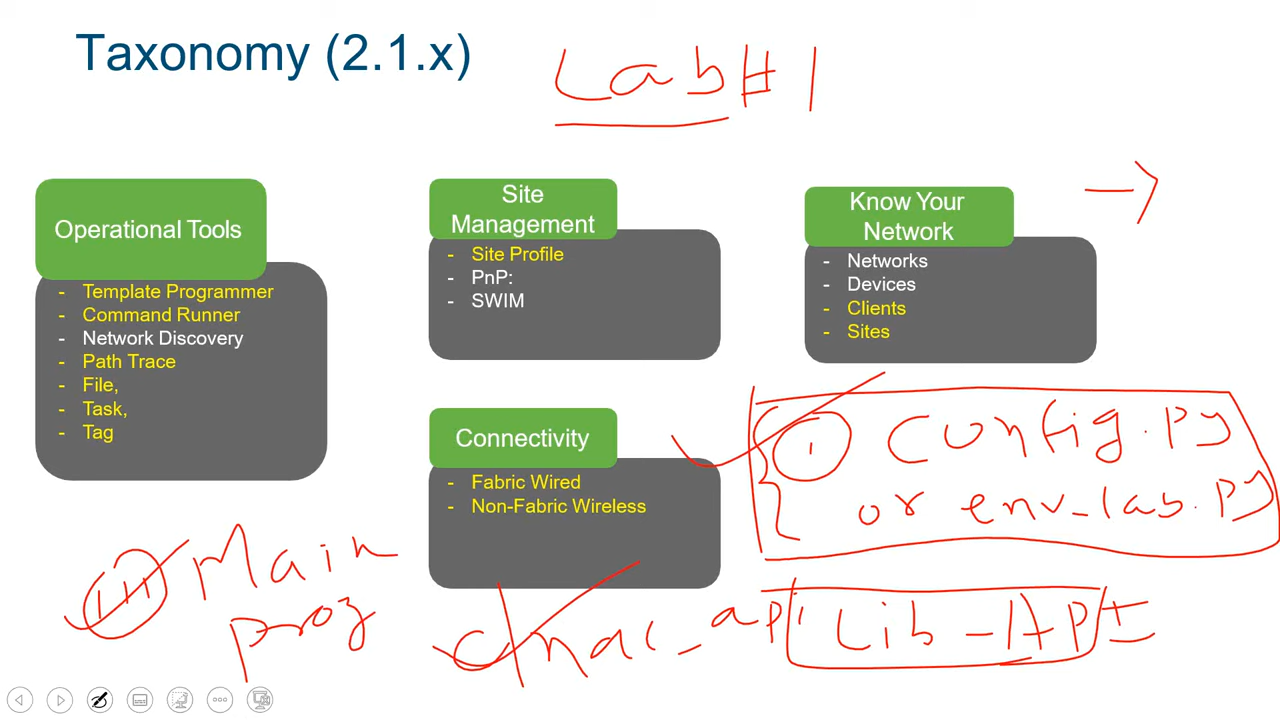 Taxonomy (2.1.x)
Lab#1
Operational Tools
- Template Programmer
- Command Runner
- Network Discovery
- Path Trace
- File,
- Task,
- Tag
Site
Management
- Site Profile
- PnP:
- SWIM
Know Your
Network
- Networks
- Devices
- Clients
- Sites
Connectivity
- Fabric Wired
- Non-Fabric Wireless
1 Config.py
or env_lab.py
III Main
prog
dnac_api Lib-API